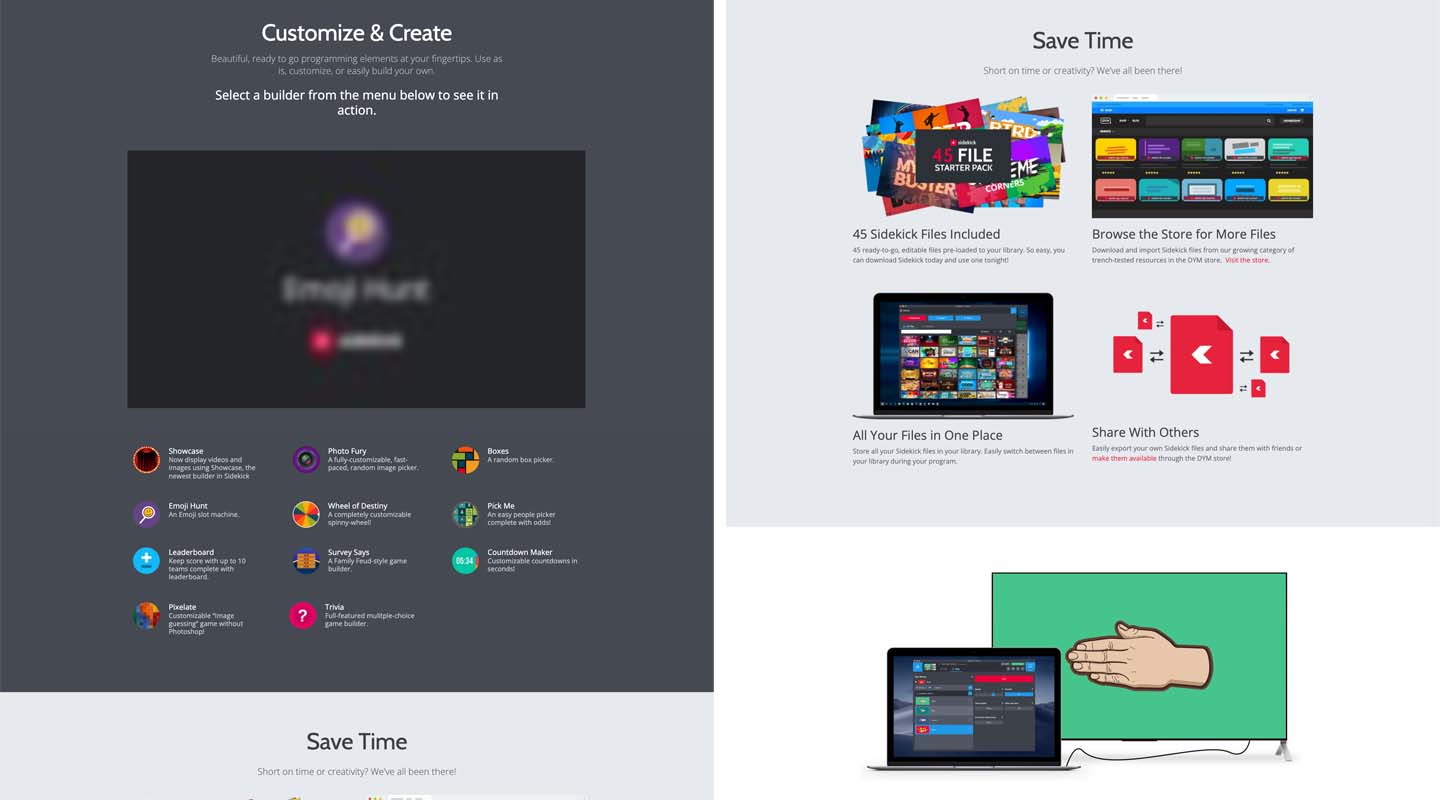 Customize & Create
Beautiful, ready to go programming elements at your fingertips. Use as
is, customize, or easily build your own.
Select a builder from the menu below to see it in
action.
Emoji Hunt
sidekick
Showcase
Now display videos and
images using Showcase, the
newest builder in Sidekick
Photo Fury
A fully-customizable, fast-
paced, random image picker.
Boxes
A random box picker.
Emoji Hunt
An Emoji slot machine.
Wheel of Destiny
A completely customizable
spinny-wheel!
Pick Me
An easy people picker
complete with odds!
Leaderboard
Keep score with up to 10
teams complete with
leaderboard.
Survey Says
A Family Feud-style game
builder.
05:34
Countdown Maker
Customizable countdowns in
seconds!
Pixelate
Customizable "Image
guessing" game without
Photoshop!
?
Trivia
Full-featured mulitple-choice
game builder.
Save Time
Short on time or creativity? We've all been there!
Save Time
Short on time or creativity? We've all been there!
sidekick
45 FILE
STARTER PACK
CORNERS
45 Sidekick Files Included
45 ready-to-go, editable files pre-loaded to your library. So easy, you
can download Sidekick today and use one tonight!
Browse the Store for More Files
Download and import Sidekick files from our growing category of
trench-tested resources in the DYM store. Visit the store.
All Your Files in One Place
Store all your Sidekick files in your library. Easily switch between files in
your library during your program.
Share With Others
Easily export your own Sidekick files and share them with friends or
make them available through the DYM store!